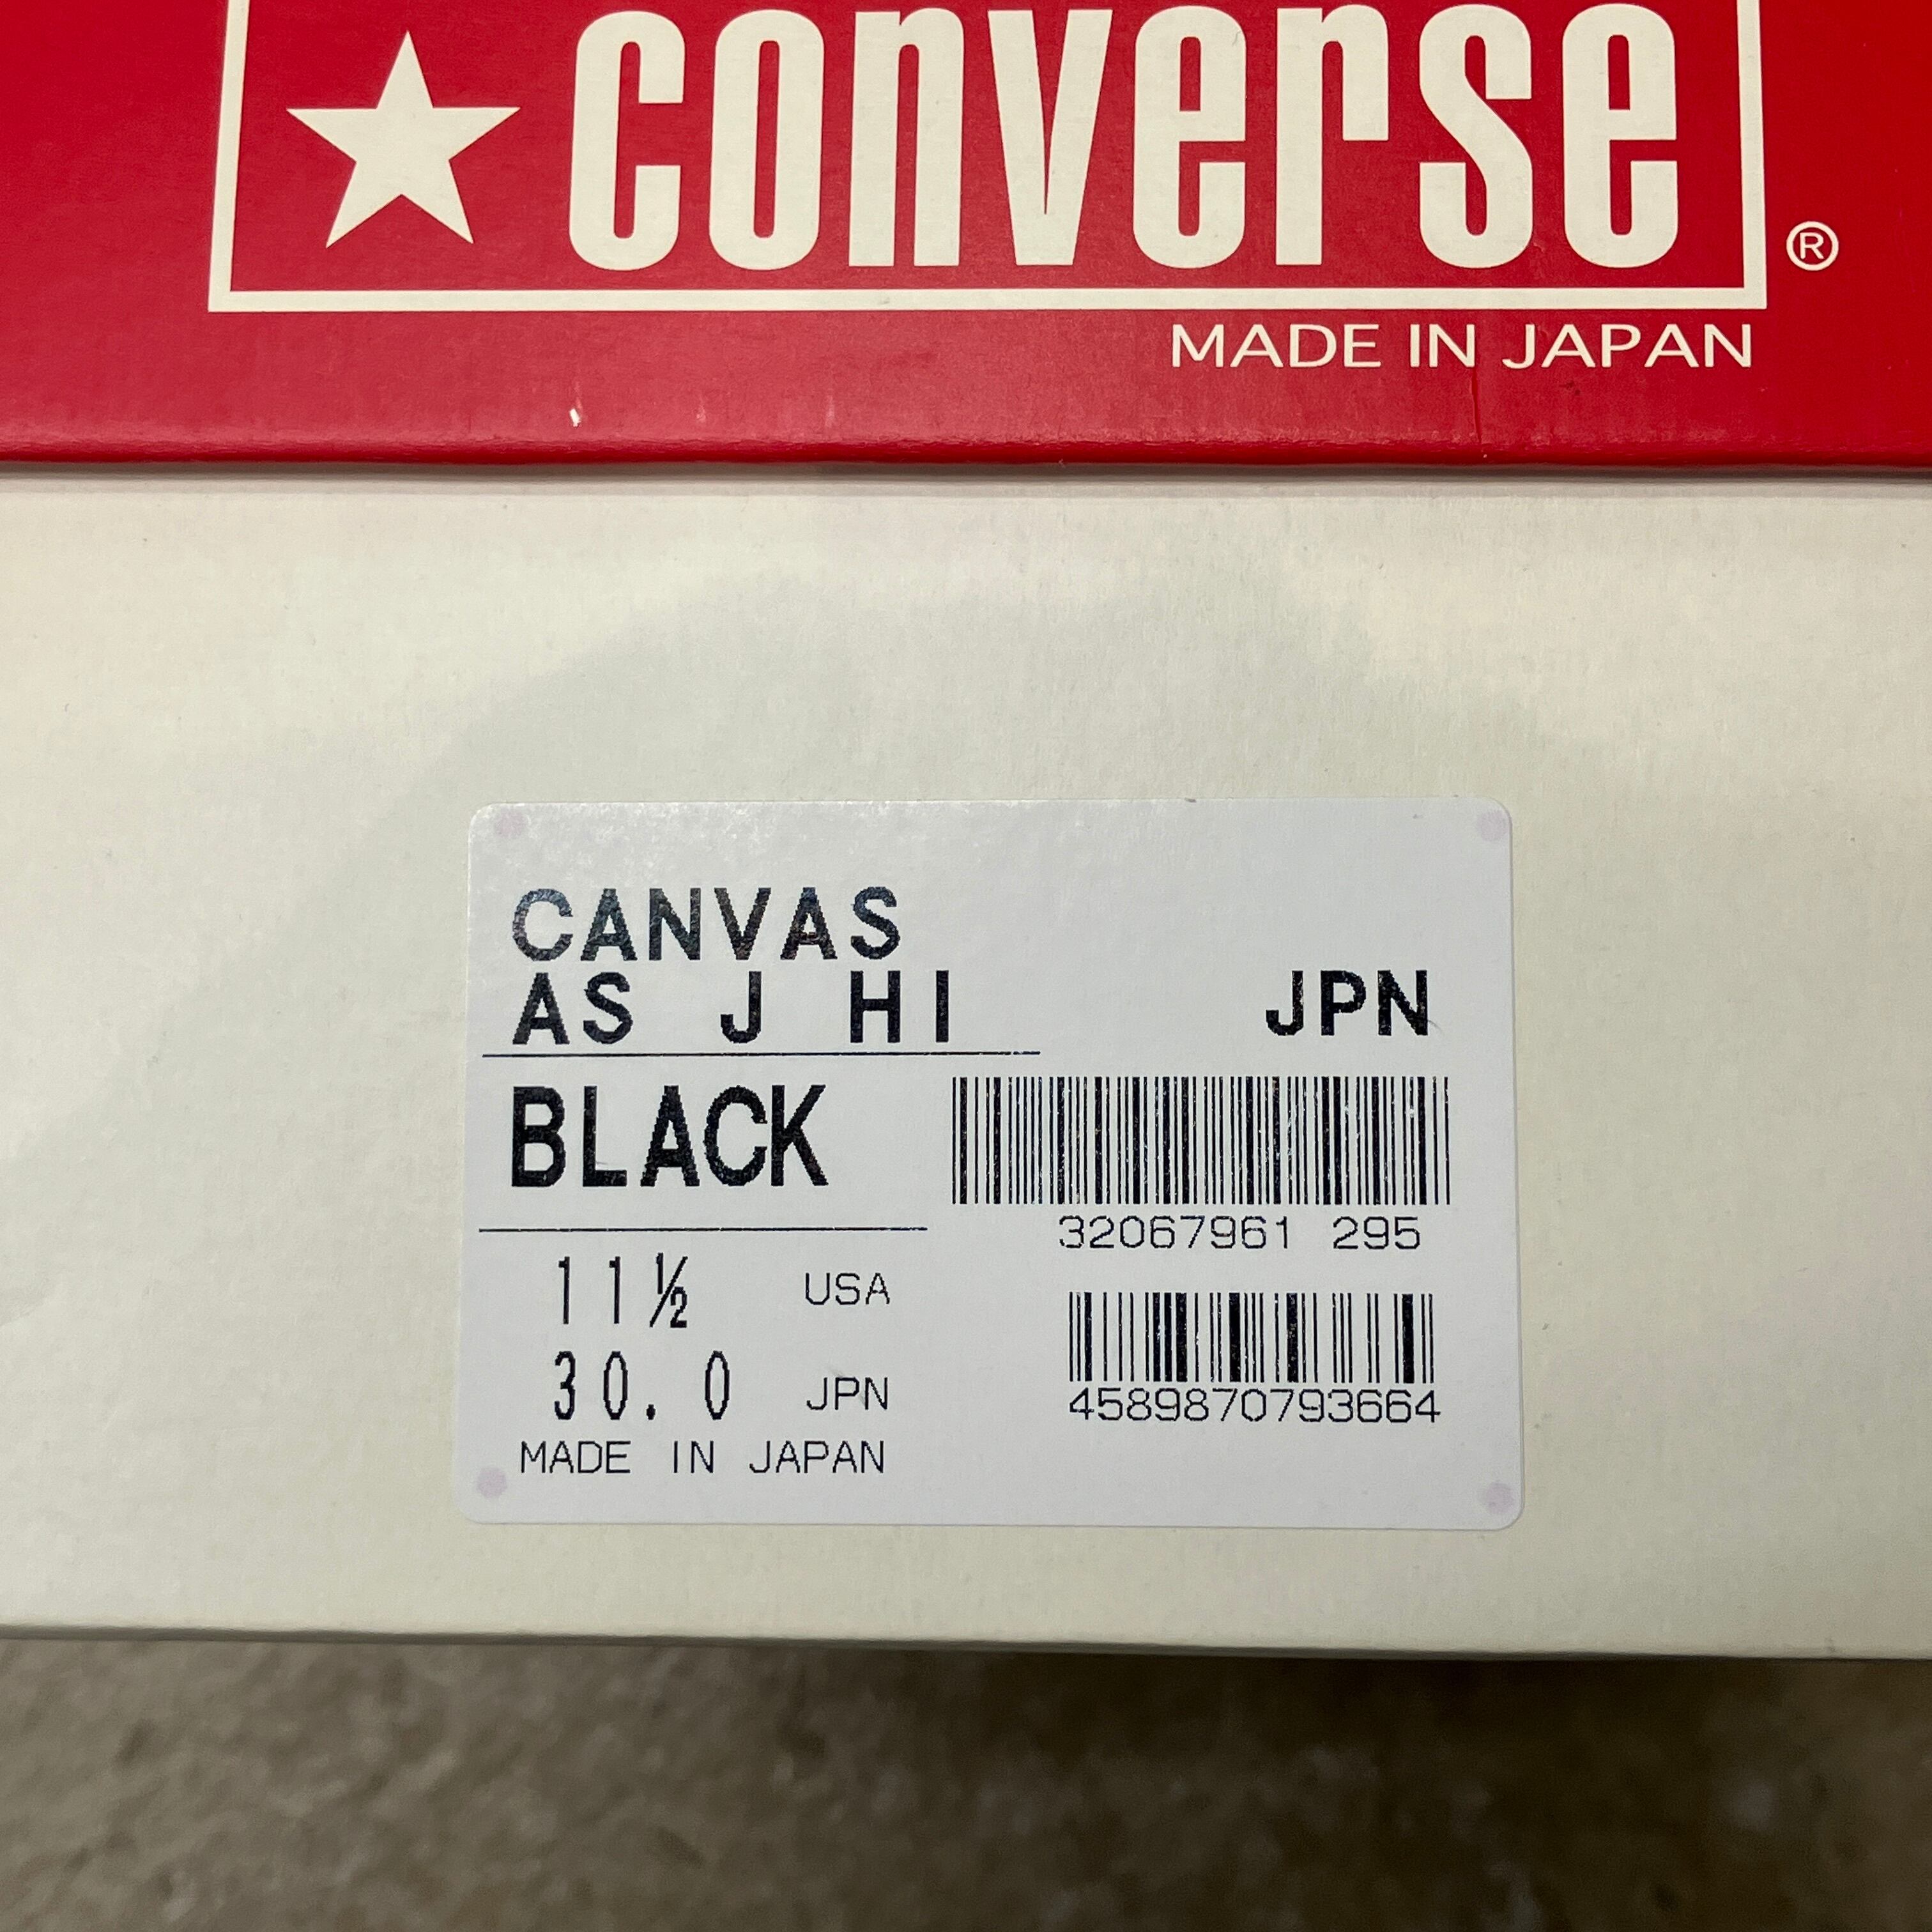 converse ®
MADE IN JAPAN
CANVAS
AS J HI JPN
BLACK
32067961 295
11½ USA
30.0 JPN
4589870793664
MADE IN JAPAN